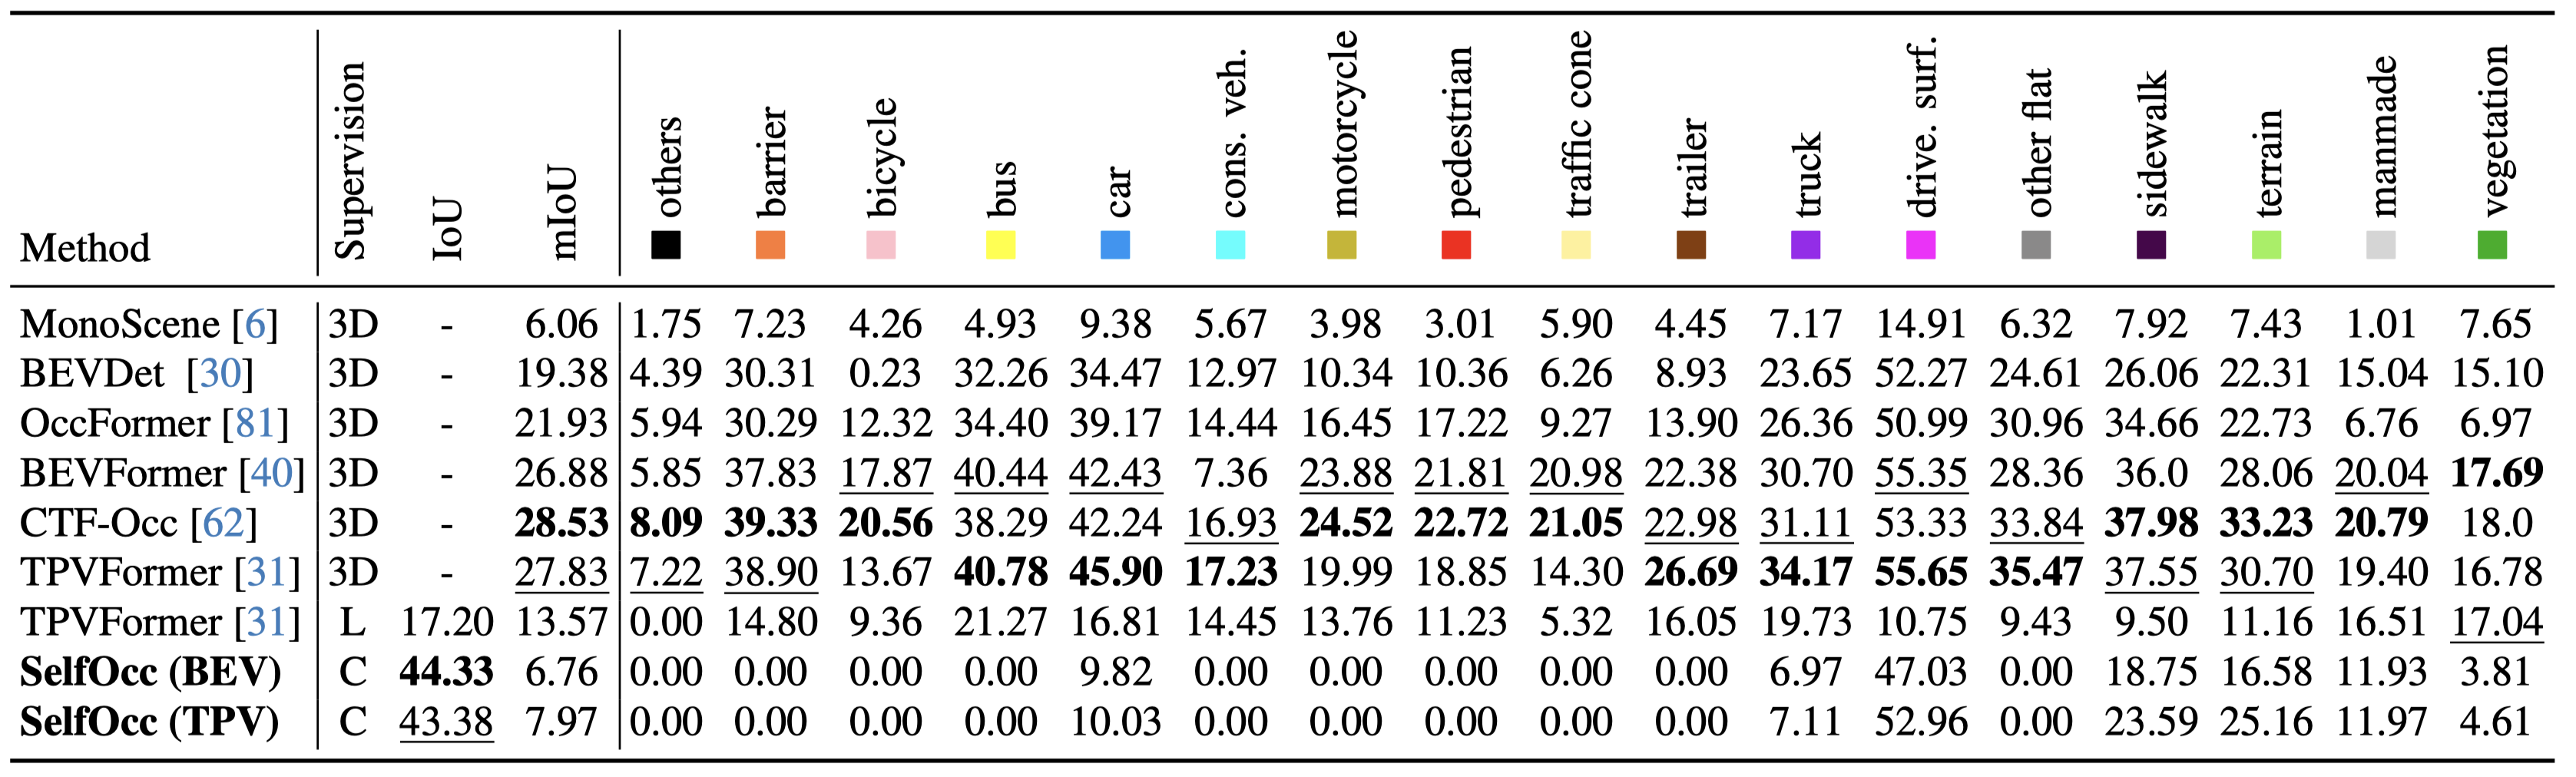 Method Supervision IoU mIoU others barrier bicycle bus car cons. veh. motorcycle pedestrian traffic cone trailer truck drive. surf. other flat sidewalk terrain manmade vegetation
MonoScene [6] 3D - 6.06 1.75 7.23 4.26 4.93 9.38 5.67 3.98 3.01 5.90 4.45 7.17 14.91 6.32 7.92 7.43 1.01 7.65
BEVDet [30] 3D - 19.38 4.39 30.31 0.23 32.26 34.47 12.97 10.34 10.36 6.26 8.93 23.65 52.27 24.61 26.06 22.31 15.04 15.10
OccFormer [81] 3D - 21.93 5.94 30.29 12.32 34.40 39.17 14.44 16.45 17.22 9.27 13.90 26.36 50.99 30.96 34.66 22.73 6.76 6.97
BEVFormer [40] 3D - 26.88 5.85 37.83 17.87 40.44 42.43 7.36 23.88 21.81 20.98 22.38 30.70 55.35 28.36 36.0 28.06 20.04 17.69
CTF-Occ [62] 3D - 28.53 8.09 39.33 20.56 38.29 42.24 16.93 24.52 22.72 21.05 22.98 31.11 53.33 33.84 37.98 33.23 20.79 18.0
TPVFormer [31] 3D - 27.83 7.22 38.90 13.67 40.78 45.90 17.23 19.99 18.85 14.30 26.69 34.17 55.65 35.47 37.55 30.70 19.40 16.78
TPVFormer [31] L 17.20 13.57 0.00 14.80 9.36 21.27 16.81 14.45 13.76 11.23 5.32 16.05 19.73 10.75 9.43 9.50 11.16 16.51 17.04
SelfOcc (BEV) C 44.33 6.76 0.00 0.00 0.00 0.00 9.82 0.00 0.00 0.00 0.00 0.00 6.97 47.03 0.00 18.75 16.58 11.93 3.81
SelfOcc (TPV) C 43.38 7.97 0.00 0.00 0.00 0.00 10.03 0.00 0.00 0.00 0.00 0.00 7.11 52.96 0.00 23.59 25.16 11.97 4.61